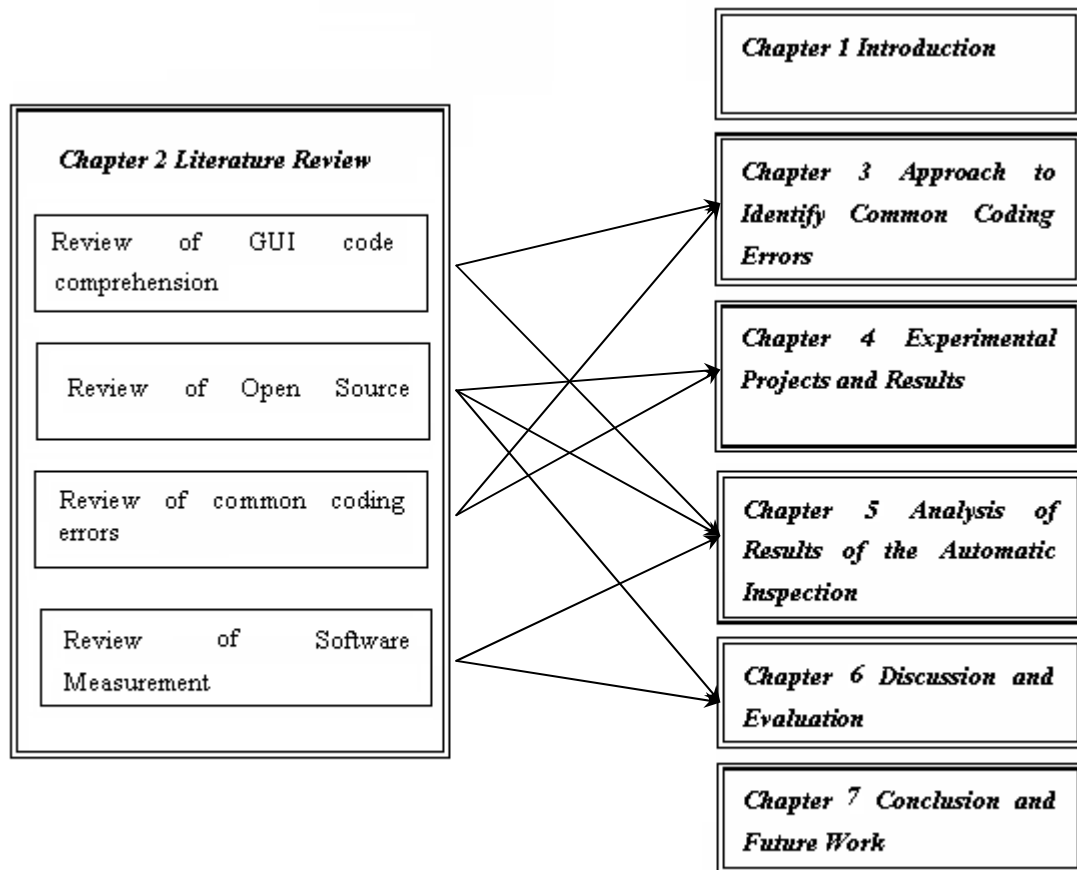 Chapter 2 Literature Review
Review of GUI code
comprehension
Review of Open Source
Review of common coding
errors
Review of Software
Measurement
Chapter 1 Introduction
Chapter 3 Approach to
Identify Common Coding
Errors
Chapter 4 Experimental
Projects and Results
Chapter 5 Analysis of
Results of the Automatic
Inspection
Chapter 6 Discussion and
Evaluation
Chapter 7 Conclusion and
Future Work